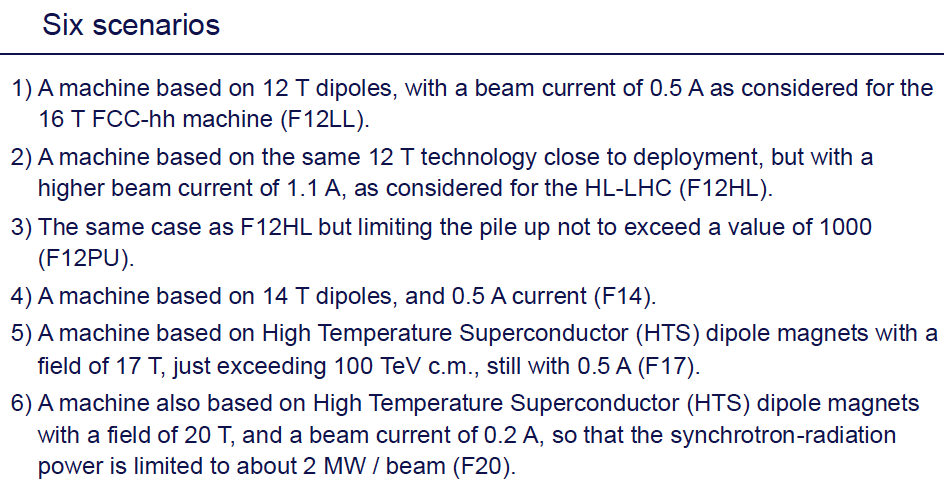 Six scenarios
1) A machine based on 12 T dipoles, with a beam current of 0.5 A as considered for the
16 T FCC-hh machine (F12LL).
2) A machine based on the same 12 T technology close to deployment, but with a
higher beam current of 1.1 A, as considered for the HL-LHC (F12HL).
3) The same case as F12HL but limiting the pile up not to exceed a value of 1000
(F12PU).
4) A machine based on 14 T dipoles, and 0.5 A current (F14).
5) A machine based on High Temperature Superconductor (HTS) dipole magnets with a
field of 17 T, just exceeding 100 TeV c.m., still with 0.5 A (F17).
6) A machine also based on High Temperature Superconductor (HTS) dipole magnets
with a field of 20 T, and a beam current of 0.2 A, so that the synchrotron-radiation
power is limited to about 2 MW / beam (F20).